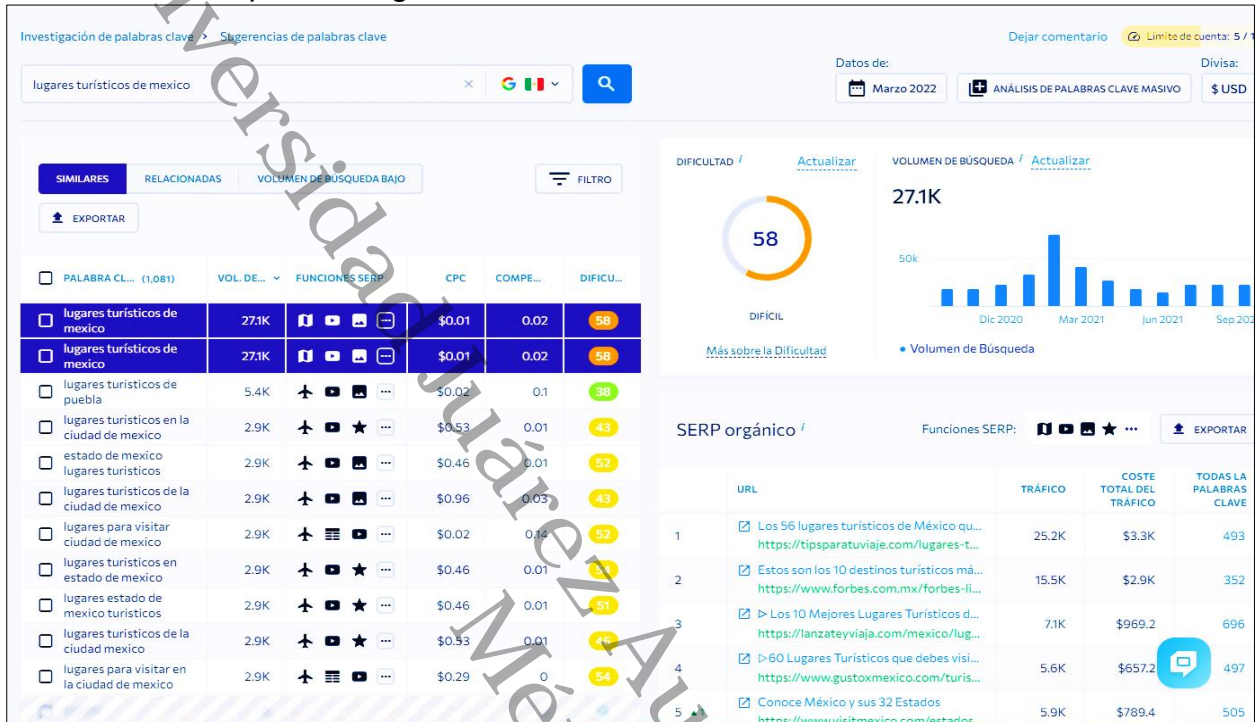 Investigación de palabras clave > Sugerencias de palabras clave
Dejar comentario
Límite de cuenta: 5 / 1
lugares turísticos de mexico
Datos de:
Marzo 2022
ANÁLISIS DE PALABRAS CLAVE MASIVO
Divisa:
$ USD
SIMILARES RELACIONADAS VOLUMEN DE BÚSQUEDA BAJO
FILTRO
EXPORTAR
PALABRA CL... (1,081) VOL. DE... FUNCIONES SERP CPC COMPE... DIFICU...
lugares turísticos de
mexico
27.1K $0.01 0.02 58
lugares turísticos de
mexico
27.1K $0.01 0.02 58
lugares turisticos de
puebla
5.4K $0.02 0.1 38
lugares turisticos en la
ciudad de mexico
2.9K $0.53 0.01 43
estado de mexico
lugares turisticos
2.9K $0.46 0.01 52
lugares turisticos de la
ciudad de mexico
2.9K $0.96 0.03 43
lugares para visitar
ciudad de mexico
2.9K $0.02 0.14 52
lugares turisticos en
estado de mexico
2.9K $0.46 0.01
lugares estado de
mexico turisticos
2.9K $0.46 0.01 51
lugares turisticos de la
ciudad mexico
2.9K $0.53 0.01
lugares para visitar en
la ciudad de mexico
2.9K $0.29 0 54
DIFICULTAD i Actualizar
58
DIFÍCIL
Más sobre la Dificultad
VOLUMEN DE BÚSQUEDA i Actualizar
27.1K
50k
Dic 2020 Mar 2021 Jun 2021 Sep 202
Volumen de Búsqueda
SERP orgánico i
Funciones SERP:
EXPORTAR
URL TRÁFICO COSTE TOTAL DEL TRÁFICO TODAS LA PALABRAS CLAVE
1 Los 56 lugares turísticos de México qu... 25.2K $3.3K 493
https://tipsparatuviaje.com/lugares-t...
2 Estos son los 10 destinos turísticos má... 15.5K $2.9K 352
https://www.forbes.com.mx/forbes-li...
3 ▷ Los 10 Mejores Lugares Turísticos d... 7.1K $969.2 696
https://lanzateyviaja.com/mexico/lug...
4 ▷60 Lugares Turísticos que debes visi... 5.6K $657.2 497
https://www.gustoxmexico.com/turis...
5 ▲1 Conoce México y sus 32 Estados 5.9K $789.4 505
https://www.visitmexico.com/estados